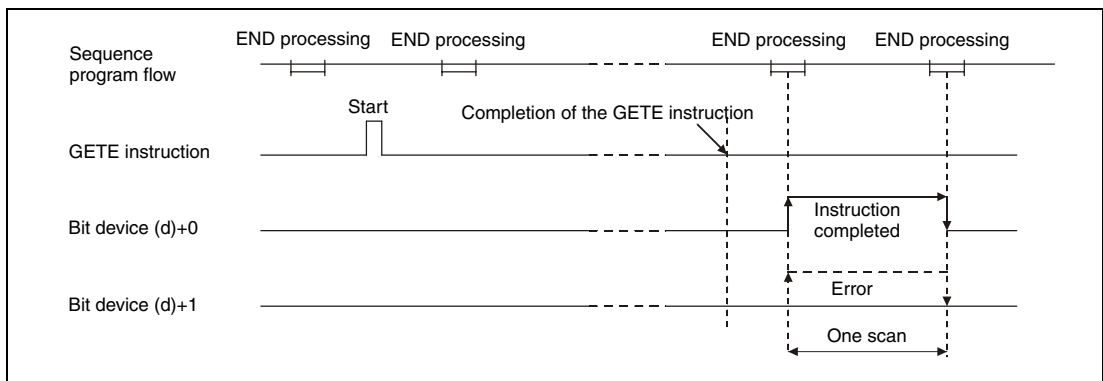 END processing END processing END processing END processing
Sequence
program flow
Start
Completion of the GETE instruction
GETE instruction
Bit device (d)+0
Instruction
completed
Error
Bit device (d)+1
One scan